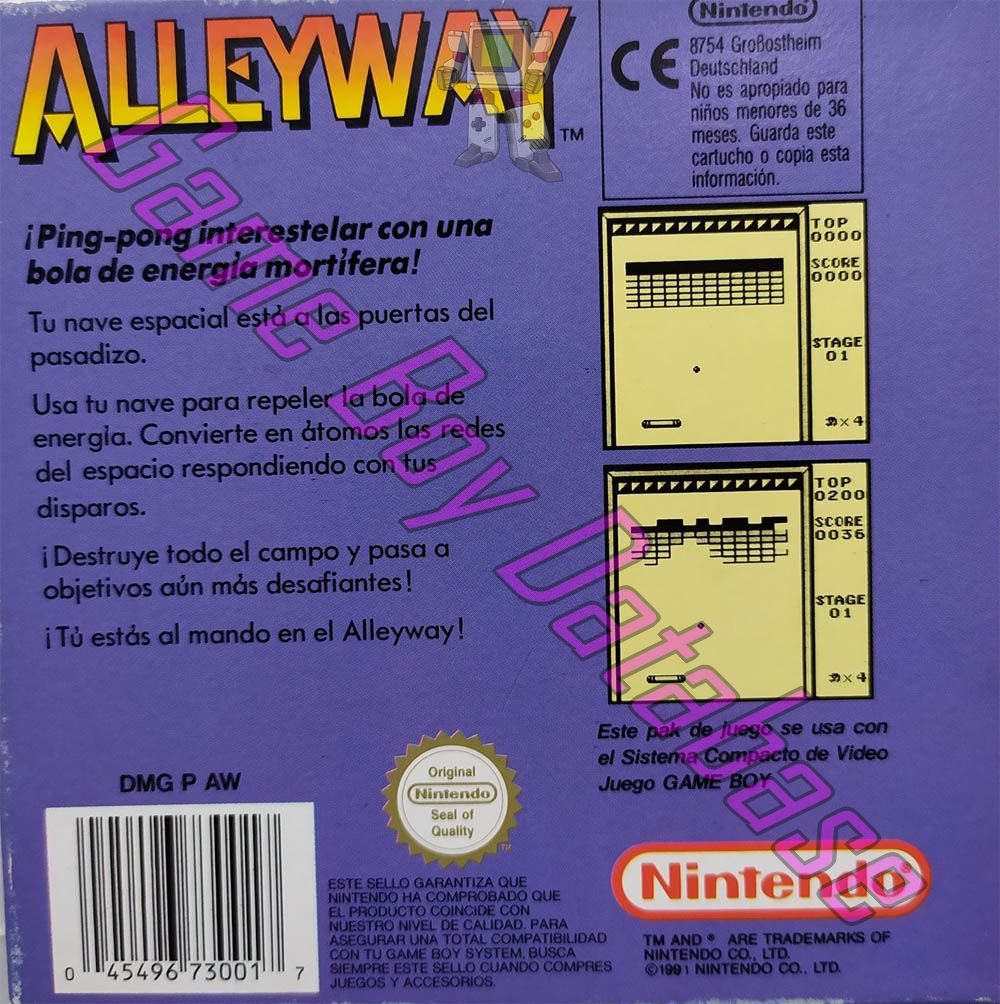 ALLEYWAY™
Nintendo®
8754 Großostheim
Deutschland
No es apropiado para
niños menores de 36
meses. Guarda este
cartucho o copia esta
información.
CE
¡Ping-pong interestelar con una
bola de energía mortífera!
Tu nave espacial está a las puertas del
pasadizo.
Usa tu nave para repeler la bola de
energía. Convierte en átomos las redes
del espacio respondiendo con tus
disparos.
¡Destruye todo el campo y pasa a
objetivos aún más desafiantes!
¡Tú estás al mando en el Alleyway!
TOP
0000
SCORE
0000
STAGE
01
×4
TOP
0200
SCORE
0036
STAGE
01
×4
Este pak de juego se usa con
el Sistema Compacto de Video
Juego GAME BOY
DMG P AW
0 45496 73001 7
Original
Nintendo
Seal of
Quality
TM
ESTE SELLO GARANTIZA QUE
NINTENDO HA COMPROBADO QUE
EL PRODUCTO COINCIDE CON
NUESTRO NIVEL DE CALIDAD. PARA
ASEGURAR UNA TOTAL COMPATIBILIDAD
CON TU GAME BOY SYSTEM, BUSCA
SIEMPRE ESTE SELLO CUANDO COMPRES
JUEGOS Y ACCESORIOS.
Nintendo®
TM AND ® ARE TRADEMARKS OF
NINTENDO CO., LTD.
©1991 NINTENDO CO., LTD.
Game Boy Database